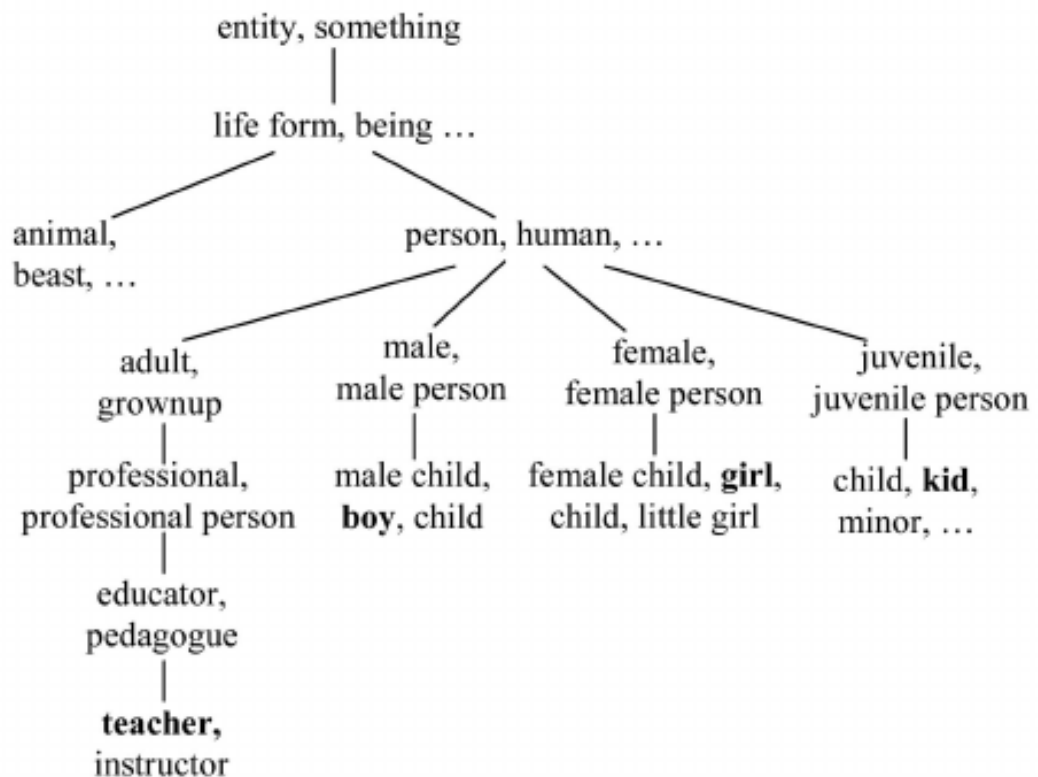 entity, something
life form, being …
animal,
beast, …
person, human, …
adult,
grownup
male,
male person
female,
female person
juvenile,
juvenile person
professional,
professional person
male child,
boy, child
female child, girl,
child, little girl
child, kid,
minor, …
educator,
pedagogue
teacher,
instructor